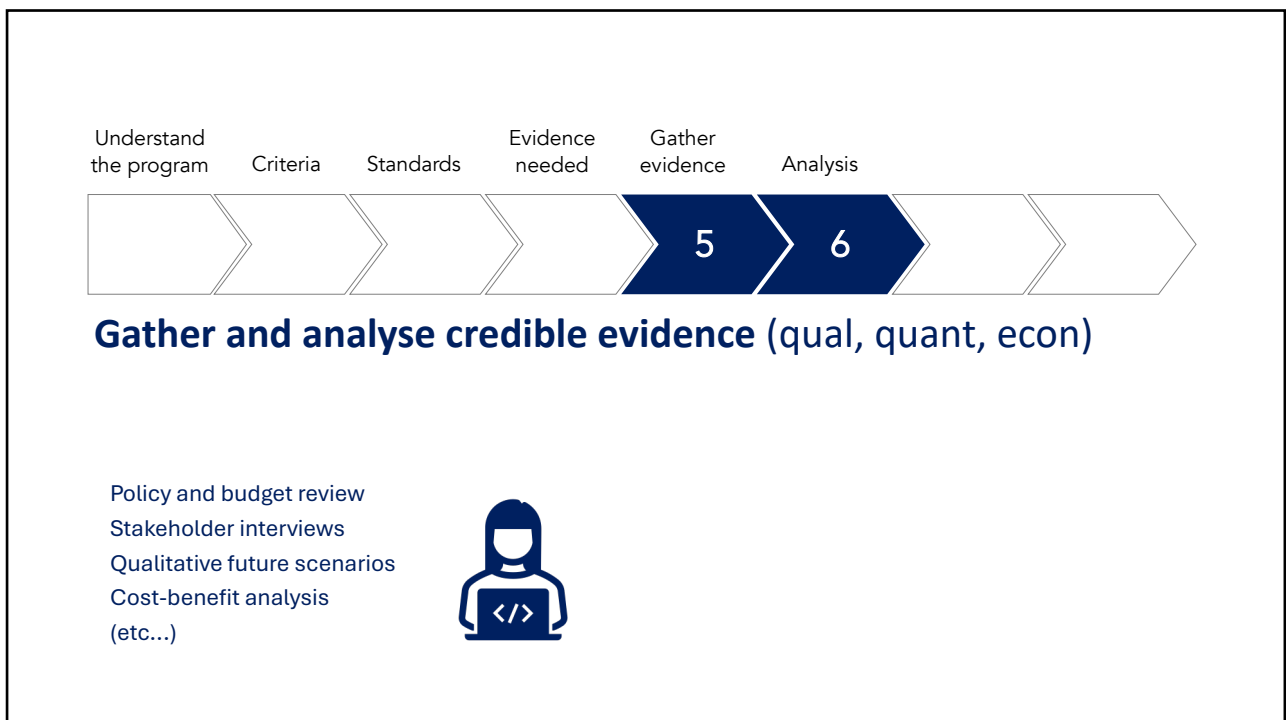 Understand
the program
Criteria
Standards
Evidence
needed
Gather
evidence
Analysis
5
6
Gather and analyse credible evidence (qual, quant, econ)
Policy and budget review
Stakeholder interviews
Qualitative future scenarios
Cost-benefit analysis
(etc...)
</>